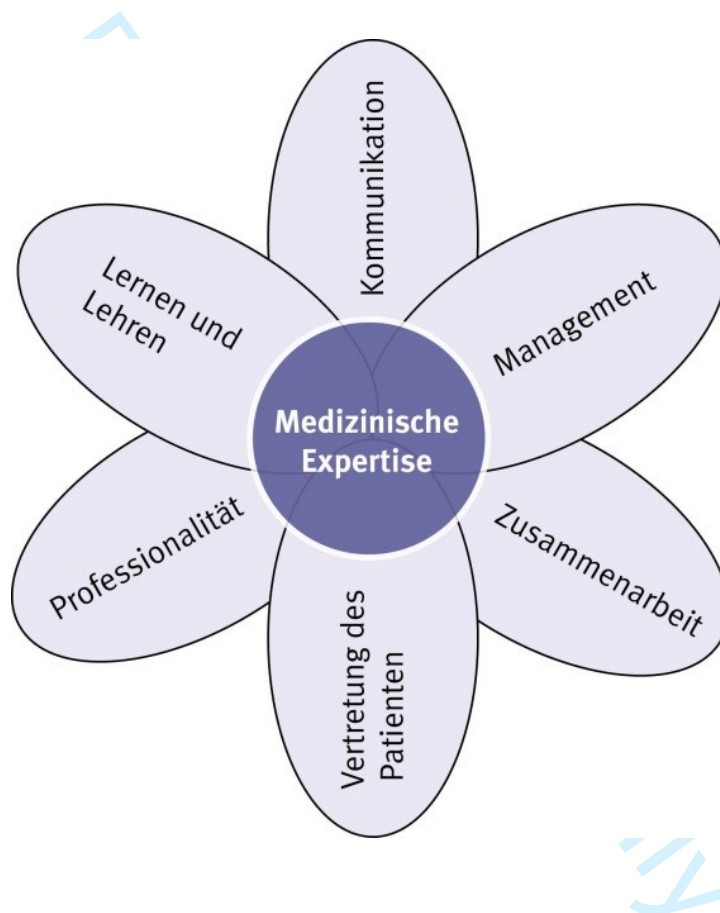 Kommunikation
Management
Zusammenarbeit
Vertretung des
Patienten
Professionalität
Lernen und
Lehren
Medizinische
Expertise